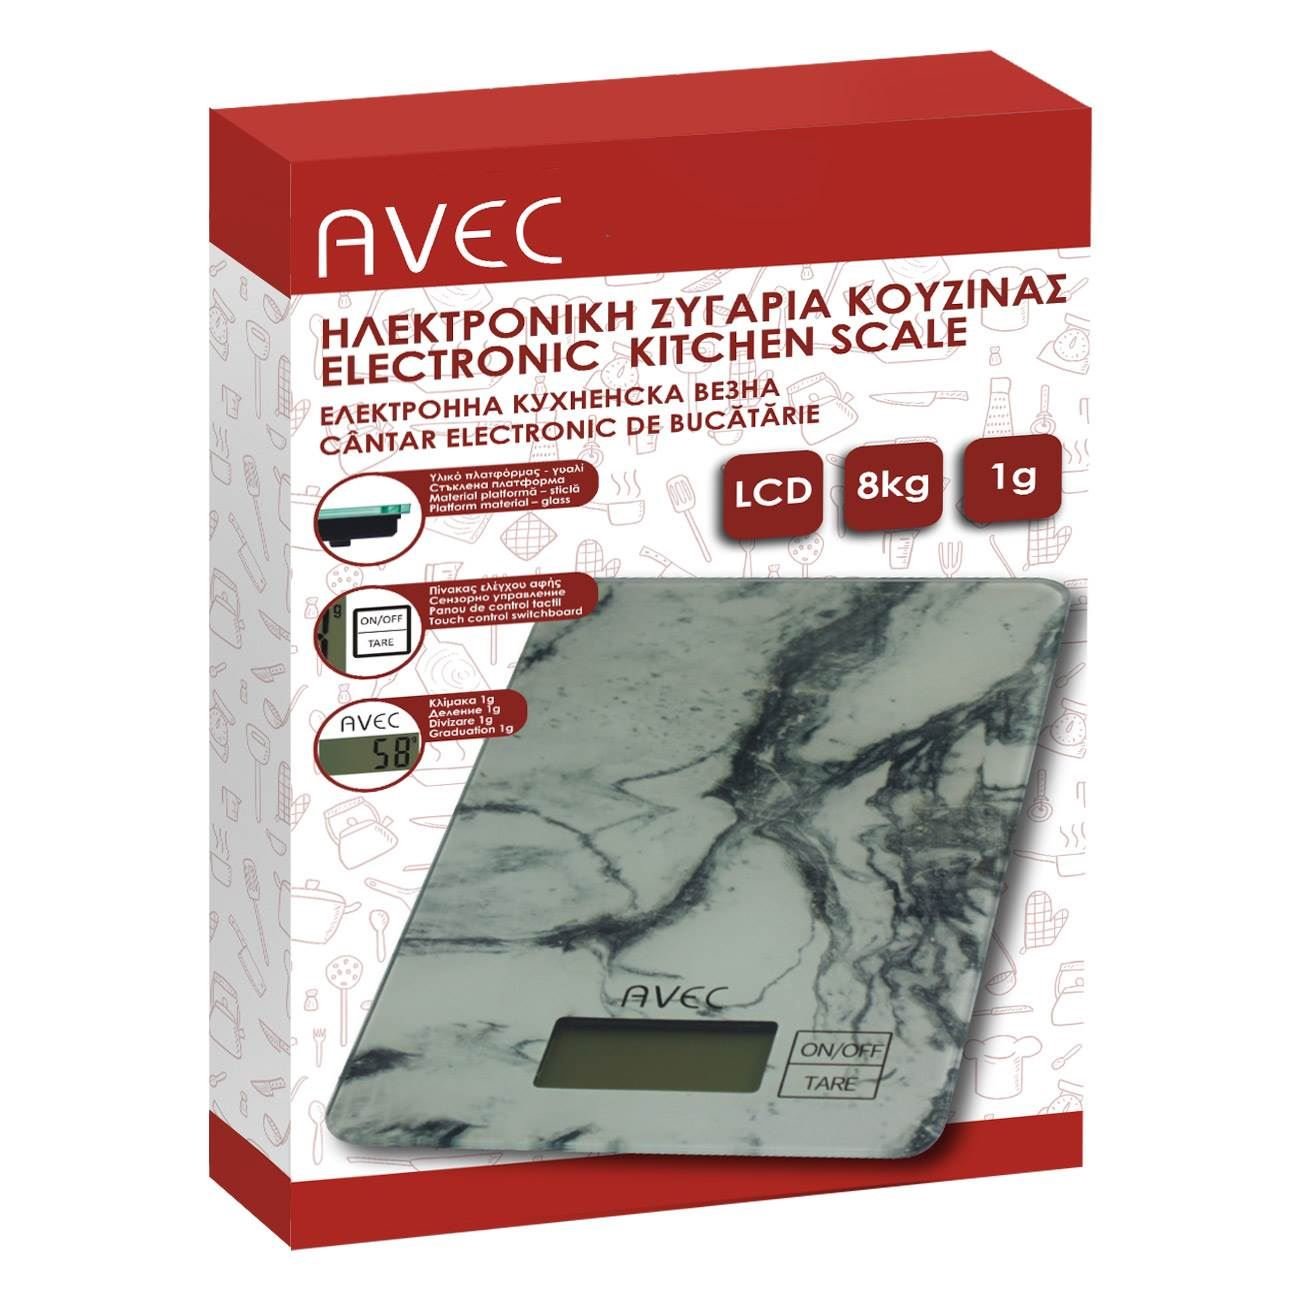 AVEC
ΗΛΕΚΤΡΟΝΙΚΗ ΖΥΓΑΡΙΑ ΚΟΥΖΙΝΑΣ
ELECTRONIC KITCHEN SCALE
ЕЛЕКТРОННА КУХНЕНСКА ВЕЗНА
CÂNTAR ELECTRONIC DE BUCĂTĂRIE
LCD
8kg
1g
Υλικό πλατφόρμας - γυαλί
Стъклена платформа
Material platformă – sticlă
Platform material – glass
g
ON/OFF
TARE
Πίνακας ελέγχου αφής
Сензорно управление
Panou de control tactil
Touch control switchboard
AVEC
58 g
Κλίμακα 1g
Деление 1g
Divizare 1g
Graduation 1g
AVEC
ON/OFF
TARE